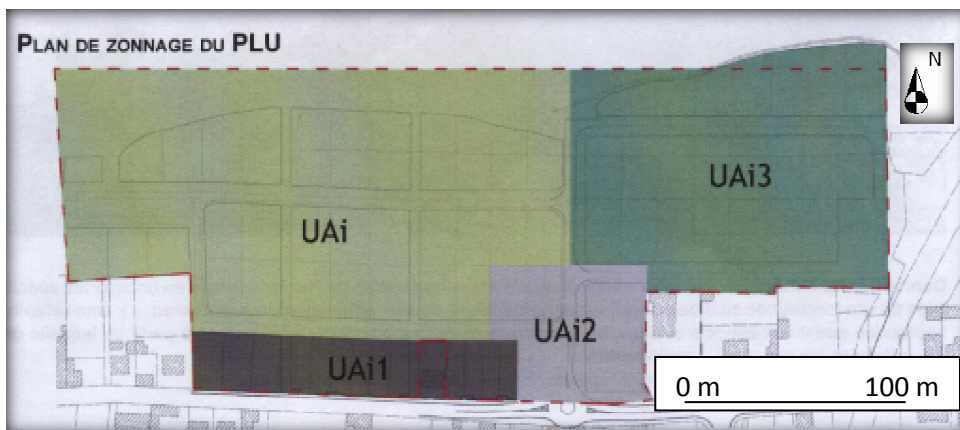 PLAN DE ZONNAGE DU PLU
N
UAi3
UAi
UAi2
UAi1
0 m 100 m